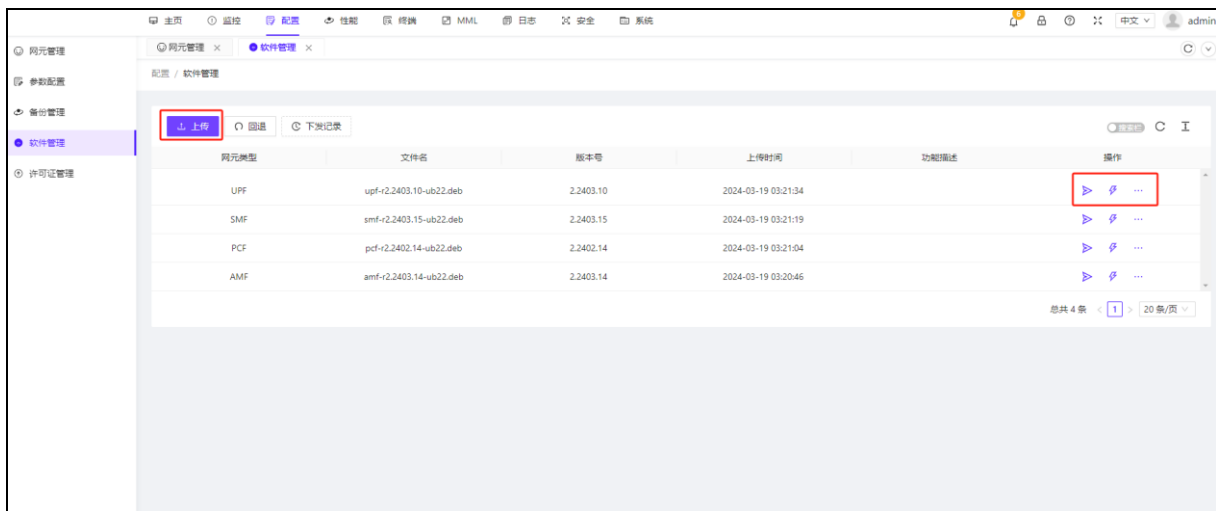 主页 监控 配置 性能 终端 MML 日志 安全 系统 6 中文 admin
网元管理
参数配置
备份管理
软件管理
许可证管理
网元管理 × 软件管理 ×
配置 / 软件管理
上传 回退 下发记录 搜索栏
网元类型 文件名 版本号 上传时间 功能描述 操作
UPF upf-r2.2403.10-ub22.deb 2.2403.10 2024-03-19 03:21:34 ···
SMF smf-r2.2403.15-ub22.deb 2.2403.15 2024-03-19 03:21:19 ···
PCF pcf-r2.2402.14-ub22.deb 2.2402.14 2024-03-19 03:21:04 ···
AMF amf-r2.2403.14-ub22.deb 2.2403.14 2024-03-19 03:20:46 ···
总共 4 条 < 1 > 20 条/页